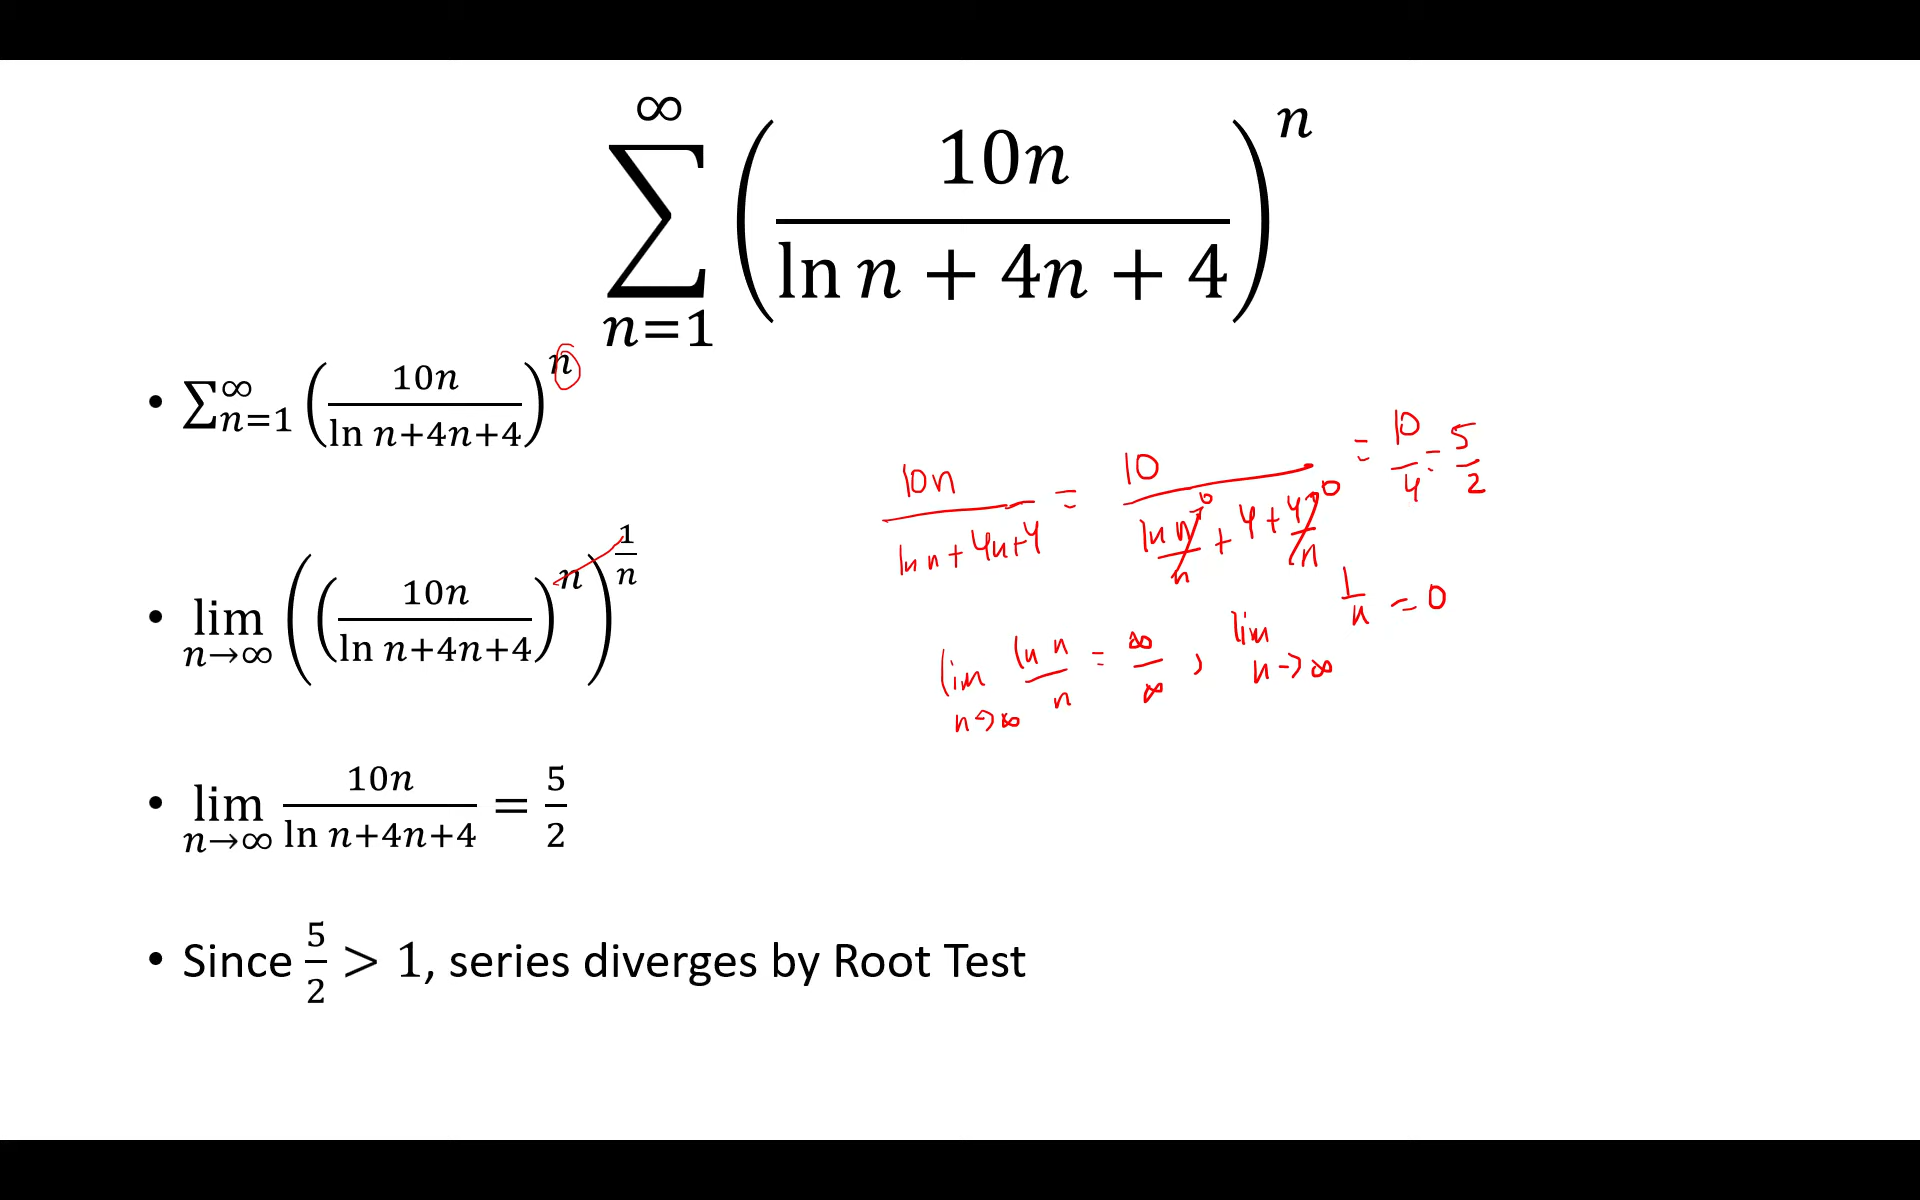 ∑_{n=1}^{∞} (10n / (ln n + 4n + 4))^n
• ∑_{n=1}^{∞} (10n / (ln n+4n+4))^n
10n / (ln n + 4n+4) = 10 / (ln n / n →0 + 4 + 4/n →0) = 10/4 = 5/2
• lim_{n→∞} ((10n / (ln n+4n+4))^n)^{1/n}
lim_{n→∞} ln n / n = ∞/∞ , lim_{n→∞} 1/n = 0
• lim_{n→∞} 10n / (ln n+4n+4) = 5/2
• Since 5/2 > 1, series diverges by Root Test